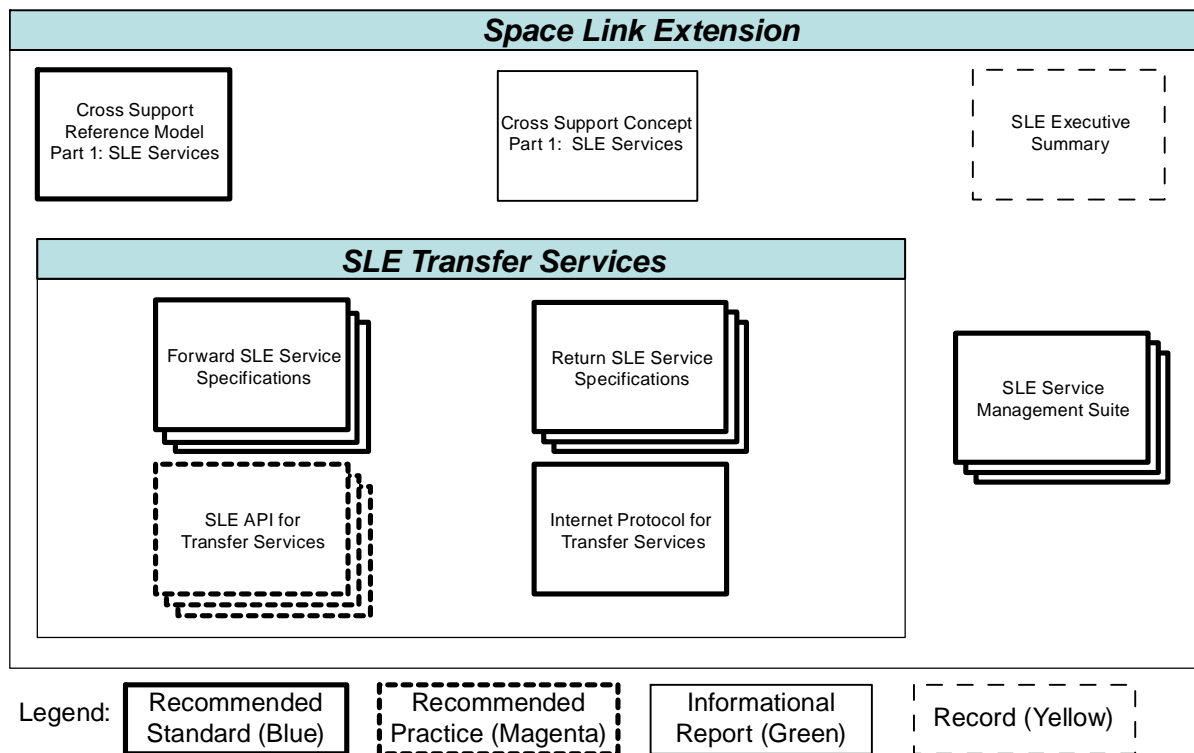 Space Link Extension
Cross Support
Reference Model
Part 1: SLE Services
Cross Support Concept
Part 1:  SLE Services
SLE Executive
Summary
SLE Transfer Services
Forward SLE Service
Specifications
Return SLE Service
Specifications
SLE Service
Management Suite
SLE API for
Transfer Services
Internet Protocol for
Transfer Services
Legend:
Recommended
Standard (Blue)
Recommended
Practice (Magenta)
Informational
Report (Green)
Record (Yellow)